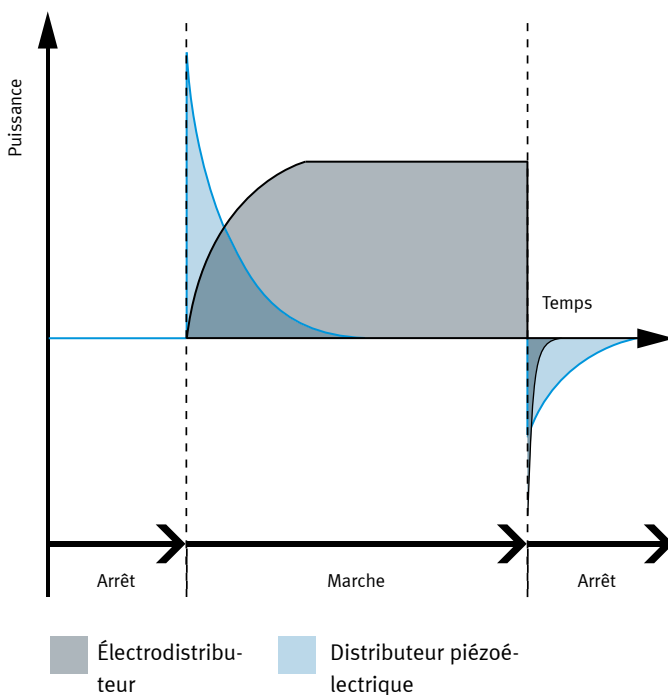 Puissance
Temps
Arrêt
Marche
Arrêt
Électrodistribu-
teur
Distributeur piézoé-
lectrique